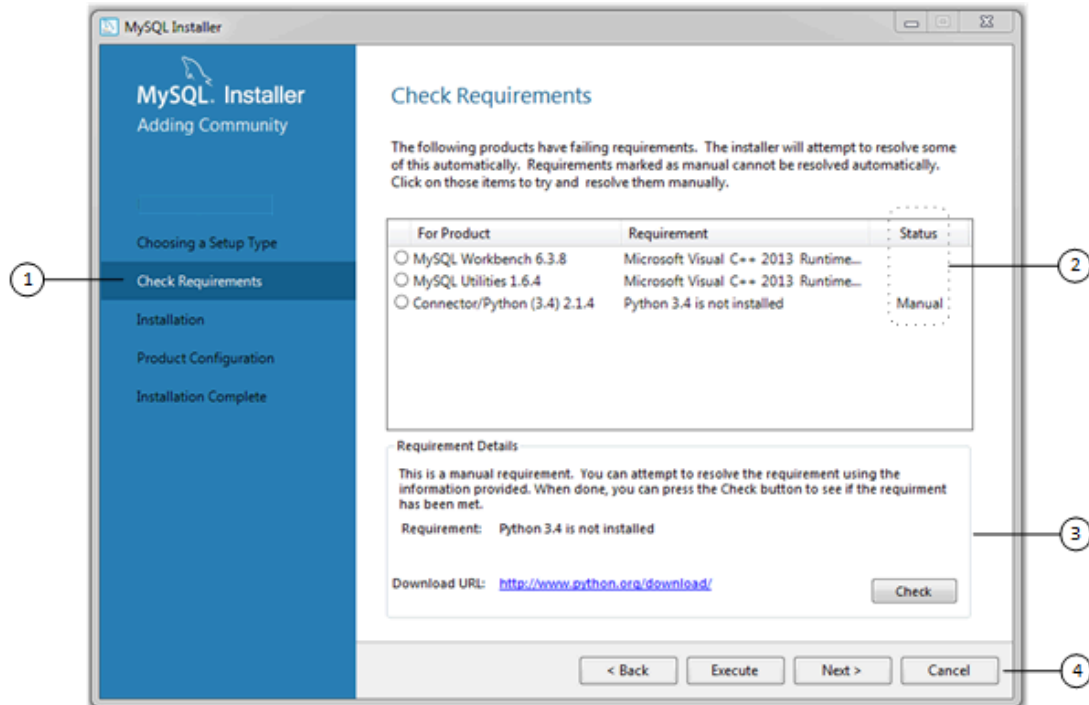 MySQL Installer
MySQL. Installer
Adding Community
Choosing a Setup Type
Check Requirements
Installation
Product Configuration
Installation Complete
Check Requirements
The following products have failing requirements. The installer will attempt to resolve some
of this automatically. Requirements marked as manual cannot be resolved automatically.
Click on those items to try and resolve them manually.
For Product Requirement Status
MySQL Workbench 6.3.8 Microsoft Visual C++ 2013 Runtime...
MySQL Utilities 1.6.4 Microsoft Visual C++ 2013 Runtime...
Connector/Python (3.4) 2.1.4 Python 3.4 is not installed Manual
Requirement Details
This is a manual requirement. You can attempt to resolve the requirement using the
information provided. When done, you can press the Check button to see if the requirment
has been met.
Requirement: Python 3.4 is not installed
Download URL: http://www.python.org/download/
Check
< Back Execute Next > Cancel
1
2
3
4